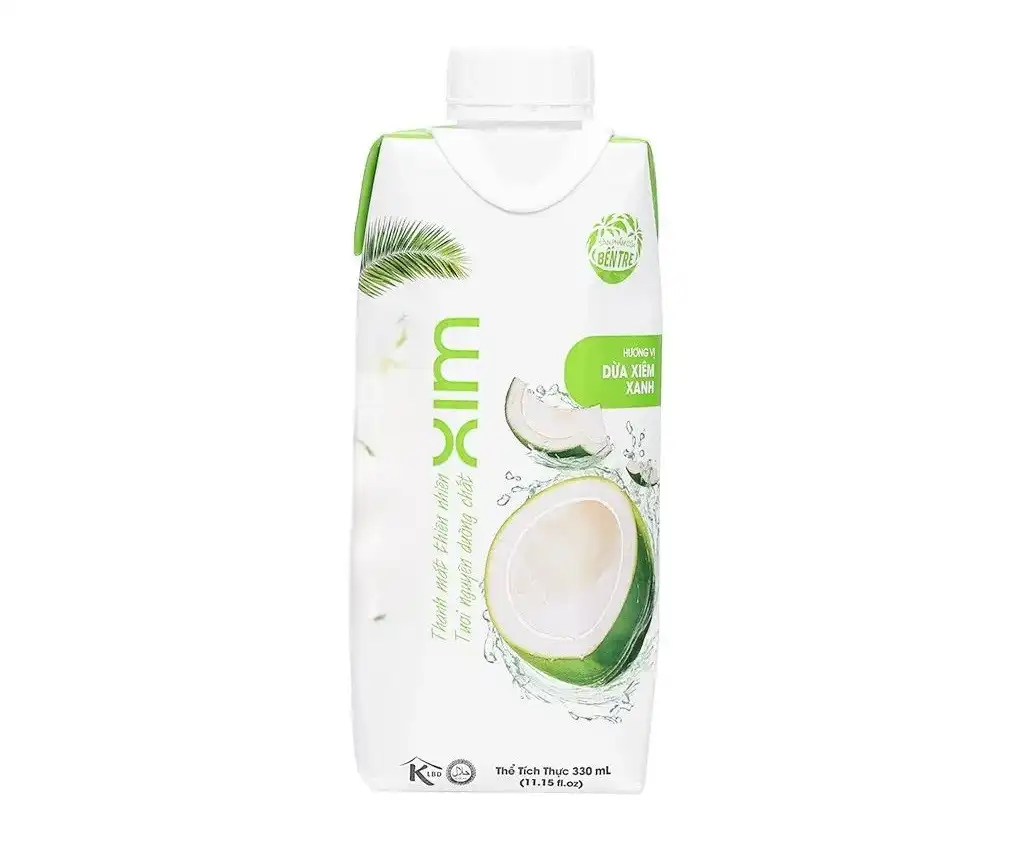 SẢN PHẨM CỦA
BẾN TRE
HƯƠNG VỊ
DỪA XIÊM
XANH
XIM
Thanh mát thiên nhiên
Tươi nguyên dưỡng chất
K LBD
حلال
Thể Tích Thực 330 mL
(11.15 fl.oz)